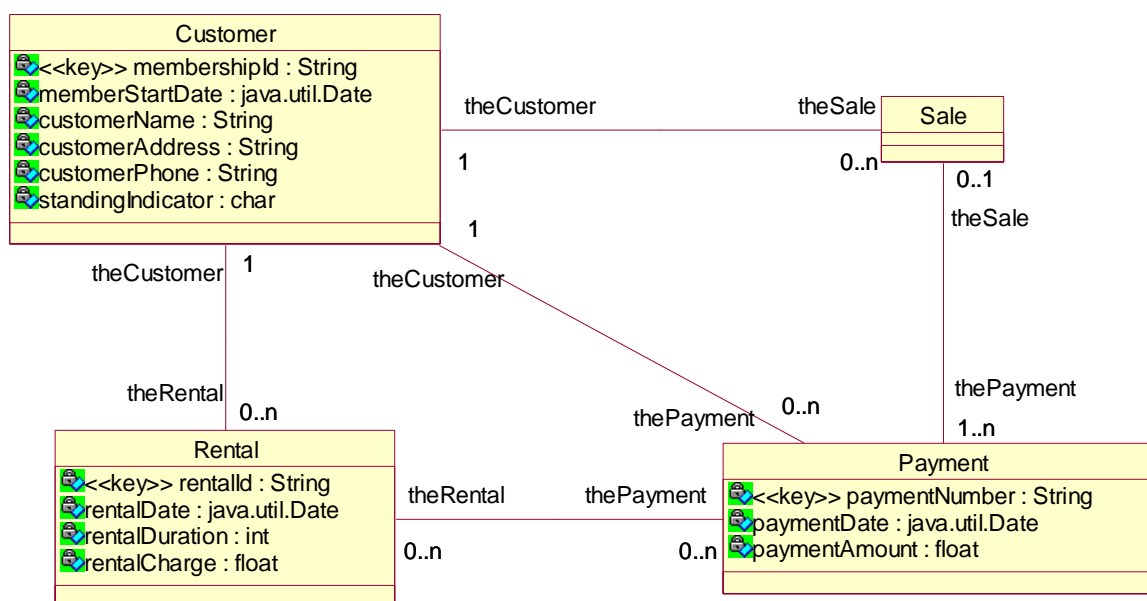 Customer
<<key>> membershipId : String
memberStartDate : java.util.Date
customerName : String
customerAddress : String
customerPhone : String
standingIndicator : char
theCustomer
theSale
Sale
1
0..n
0..1
theSale
1
theCustomer
1
theCustomer
theRental
0..n
thePayment
0..n
thePayment
1..n
Rental
<<key>> rentalId : String
rentalDate : java.util.Date
rentalDuration : int
rentalCharge : float
theRental
thePayment
0..n
0..n
Payment
<<key>> paymentNumber : String
paymentDate : java.util.Date
paymentAmount : float